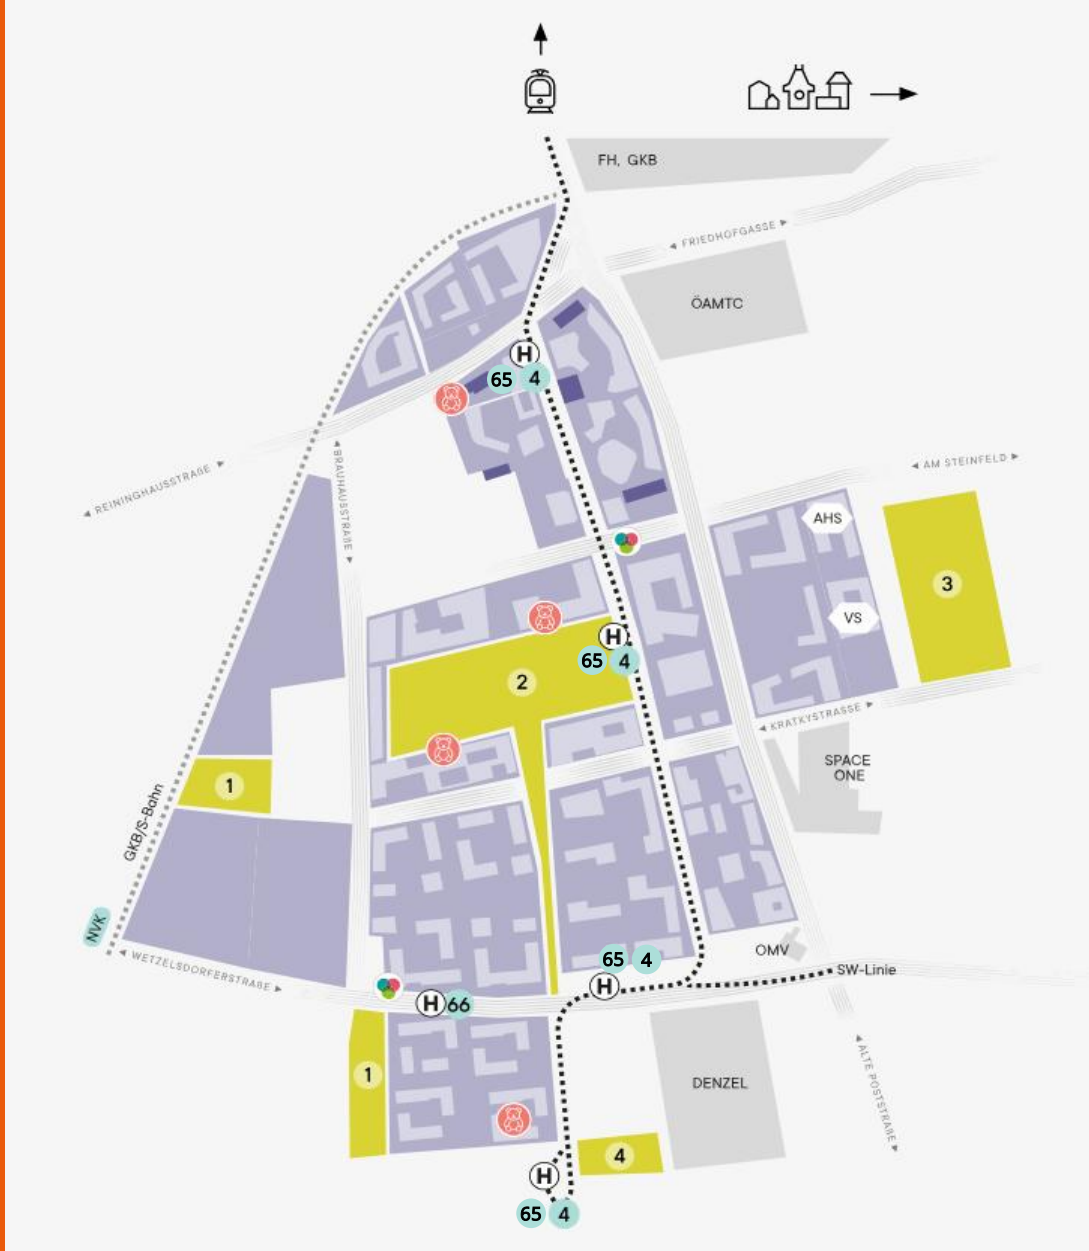 FH, GKB
FRIEDHOFGASSE
ÖAMTC
H
65 4
REININGHAUSSTRAßE
BRAUHAUSSTRAßE
AM STEINFELD
AHS
3
VS
H
65 4
2
KRATKYSTRASSE
SPACE
ONE
1
GKB/S-Bahn
NVK
WETZELSDORFERSTRAßE
OMV
65 4
SW-Linie
H
H 66
1
DENZEL
ALTE POSTSTRAßE
4
H
65 4